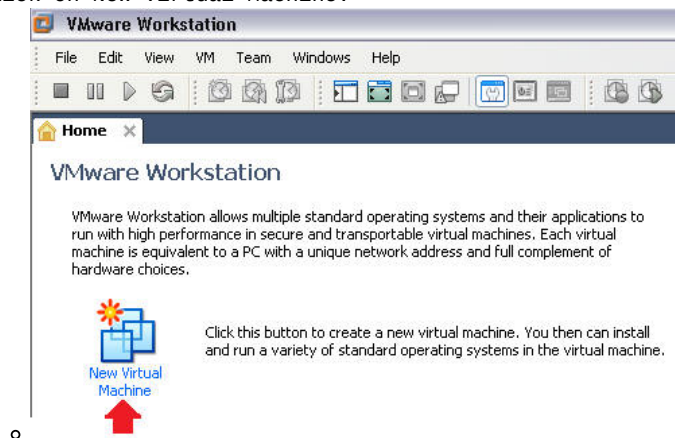 VMware Workstation
File Edit View VM Team Windows Help
Home
VMware Workstation
VMware Workstation allows multiple standard operating systems and their applications to
run with high performance in secure and transportable virtual machines. Each virtual
machine is equivalent to a PC with a unique network address and full complement of
hardware choices.
Click this button to create a new virtual machine. You then can install
and run a variety of standard operating systems in the virtual machine.
New Virtual
Machine